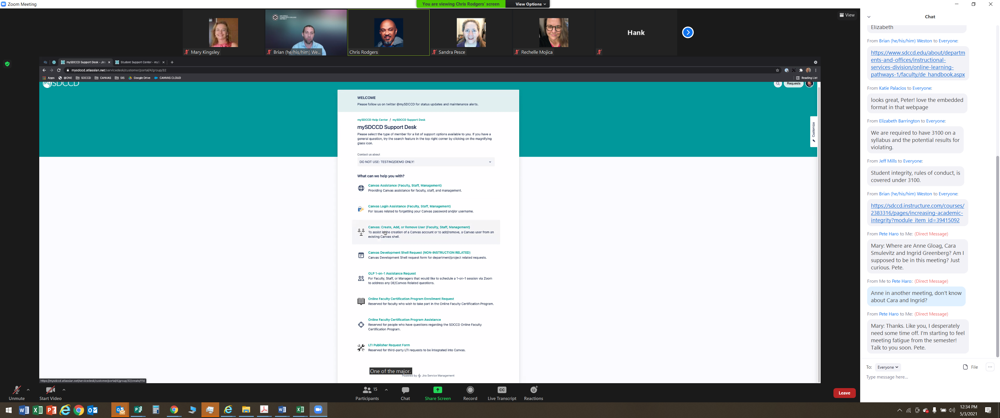 Zoom Meeting
You are viewing Chris Rodgers' screen
View Options
View
Mary Kingsley
SAN DIEGO
COMMUNITY COLLEGE
DISTRICT
Brian (he/his/him) We...
Chris Rodgers
Sandra Pesce
Rechelle Mojica
Hank
mySDCCD Support Desk - Jira
Student Support Center - myS
mysdccd.atlassian.net/servicedesk/customer/portal/4/group/32
Apps
@ONE
SDCCD
CANVAS
SIS
Google Drive
CANVAS CLOUD
Reading List
mySDCCD
Requests
Customize
WELCOME
Please follow us on twitter @mySDCCD for status updates and maintenance alerts.
mySDCCD Help Center / mySDCCD Support Desk
mySDCCD Support Desk
Please select the type of member for a list of support options available to you. If you have a
general question, try the search feature in the top right corner by clicking on the magnifying
glass icon.
Contact us about
DO NOT USE: TESTING/DEMO ONLY!
What can we help you with?
Canvas Assistance (Faculty, Staff, Management)
Providing Canvas assistance for faculty, staff, and management.
Canvas Login Assistance (Faculty, Staff, Management)
For issues related to forgetting your Canvas password and/or username.
Canvas: Create, Add, or Remove User (Faculty, Staff, Management)
To assist in the creation of a Canvas account or to add/remove, a Canvas user from an
existing Canvas shell.
Canvas Development Shell Request (NON-INSTRUCTION RELATED)
Canvas Development Shell request form for department/project related requests.
OLP 1-on-1 Assistance Request
For Faculty, Staff, or Managers that would like to schedule a 1-on-1 session via Zoom
to address any DE/Canvas Related questions.
Online Faculty Certification Program Enrollment Request
Reserved for faculty who wish to take part in the Online Faculty Certification Program.
Online Faculty Certification Program Assistance
Reserved for people who have questions regarding the SDCCD Online Faculty
Certification Program.
LTI Publisher Request Form
Reserved for third-party LTI requests to be integrated into Canvas.
One of the major.
Powered by Jira Service Management
https://mysdccd.atlassian.net/servicedesk/customer/portal/4/group/32/create/114
Chat
Elizabeth
From Brian (he/his/him) Weston to Everyone:
https://www.sdccd.edu/about/departm
ents-and-offices/instructional-
services-division/online-learning-
pathways-1/faculty/de_handbook.aspx
From Katie Palacios to Everyone:
looks great, Peter! love the embedded
format in that webpage
From Elizabeth Barrington to Everyone:
We are required to have 3100 on a
syllabus and the potential results for
violating.
From Jeff Mills to Everyone:
Student integrity, rules of conduct, is
covered under 3100.
From Brian (he/his/him) Weston to Everyone:
https://sdccd.instructure.com/courses/
2383316/pages/increasing-academic-
integrity?module_item_id=39415092
From Pete Haro to Me: (Direct Message)
Mary: Where are Anne Gloag, Cara
Smulevitz and Ingrid Greenberg? Am I
supposed to be in this meeting? Just
curious. Pete.
From Me to Pete Haro: (Direct Message)
Anne in another meeting, don't know
about Cara and Ingrid?
From Pete Haro to Me: (Direct Message)
Mary: Thanks. Like you, I desperately
need some time off. I'm starting to feel
meeting fatigue from the semester!
Talk to you soon. Pete.
To: Everyone
File
Type message here...
Unmute
Start Video
15
Participants
Chat
Share Screen
Record
CC
Live Transcript
Reactions
Leave
12:34 PM
5/3/2021